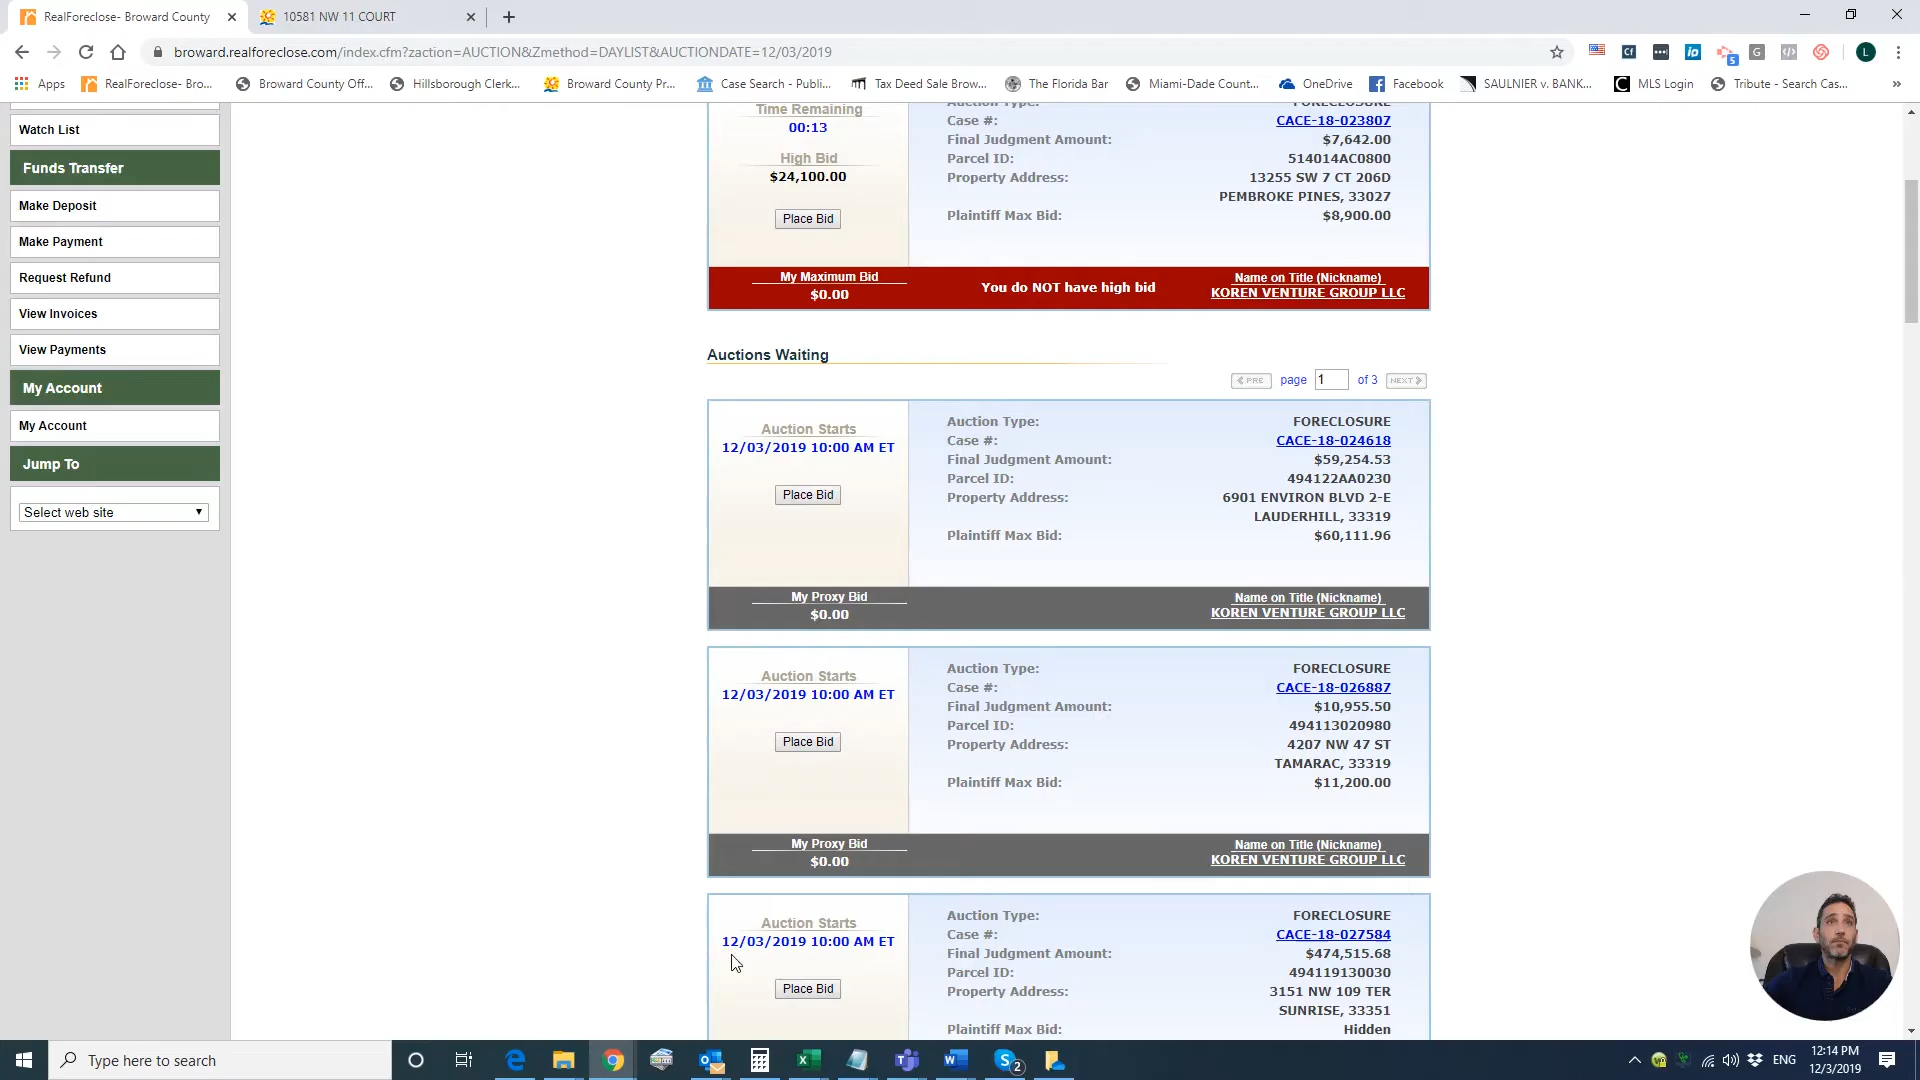 RealForeclose- Broward County
10581 NW 11 COURT
broward.realforeclose.com/index.cfm?zaction=AUCTION&Zmethod=DAYLIST&AUCTIONDATE=12/03/2019
Apps
RealForeclose- Bro...
Broward County Off...
Hillsborough Clerk...
Broward County Pr...
Case Search - Publi...
Tax Deed Sale Brow...
The Florida Bar
Miami-Dade Count...
OneDrive
Facebook
SAULNIER v. BANK...
MLS Login
Tribute - Search Cas...
Watch List
Funds Transfer
Make Deposit
Make Payment
Request Refund
View Invoices
View Payments
My Account
My Account
Jump To
Select web site
Time Remaining
00:13
High Bid
$24,100.00
Place Bid
Auction Type: FORECLOSURE
Case #: CACE-18-023807
Final Judgment Amount: $7,642.00
Parcel ID: 514014AC0800
Property Address: 13255 SW 7 CT 206D
PEMBROKE PINES, 33027
Plaintiff Max Bid: $8,900.00
My Maximum Bid
$0.00
You do NOT have high bid
Name on Title (Nickname)
KOREN VENTURE GROUP LLC
Auctions Waiting
PRE page 1 of 3 NEXT
Auction Starts
12/03/2019 10:00 AM ET
Place Bid
Auction Type: FORECLOSURE
Case #: CACE-18-024618
Final Judgment Amount: $59,254.53
Parcel ID: 494122AA0230
Property Address: 6901 ENVIRON BLVD 2-E
LAUDERHILL, 33319
Plaintiff Max Bid: $60,111.96
My Proxy Bid
$0.00
Name on Title (Nickname)
KOREN VENTURE GROUP LLC
Auction Starts
12/03/2019 10:00 AM ET
Place Bid
Auction Type: FORECLOSURE
Case #: CACE-18-026887
Final Judgment Amount: $10,955.50
Parcel ID: 494113020980
Property Address: 4207 NW 47 ST
TAMARAC, 33319
Plaintiff Max Bid: $11,200.00
My Proxy Bid
$0.00
Name on Title (Nickname)
KOREN VENTURE GROUP LLC
Auction Starts
12/03/2019 10:00 AM ET
Place Bid
Auction Type: FORECLOSURE
Case #: CACE-18-027584
Final Judgment Amount: $474,515.68
Parcel ID: 494119130030
Property Address: 3151 NW 109 TER
SUNRISE, 33351
Plaintiff Max Bid: Hidden
Type here to search
2
ENG
12:14 PM
12/3/2019